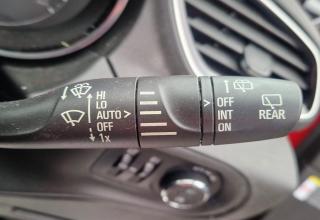 HI
LO
AUTO
OFF
1x
OFF
INT
ON
REAR